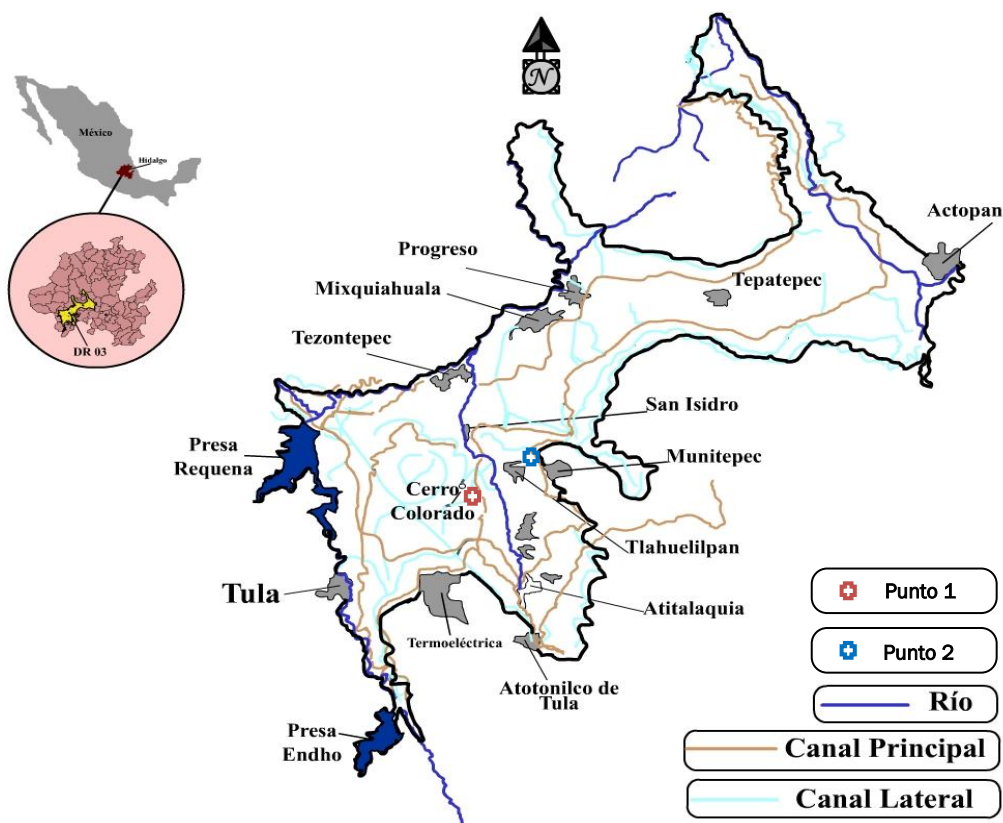 N
México
Hidalgo
DR 03
Actopan
Progreso
Tepatepec
Mixquiahuala
Tezontepec
San Isidro
Presa
Requena
Munitepec
Cerro
Colorado
Tlahuelilpan
Tula
Punto 1
Atitalaquia
Termoeléctrica
Punto 2
Atotonilco de
Tula
Río
Presa
Endho
Canal Principal
Canal Lateral